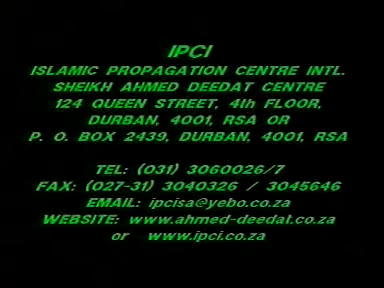 IPCI
ISLAMIC PROPAGATION CENTRE INTL.
SHEIKH AHMED DEEDAT CENTRE
124 QUEEN STREET, 4th FLOOR,
DURBAN, 4001, RSA OR
P. O. BOX 2439, DURBAN, 4001, RSA
TEL: (031) 3060026/7
FAX: (027-31) 3040326 / 3045646
EMAIL: ipcisa@yebo.co.za
WEBSITE: www.ahmed-deedat.co.za
or www.ipci.co.za